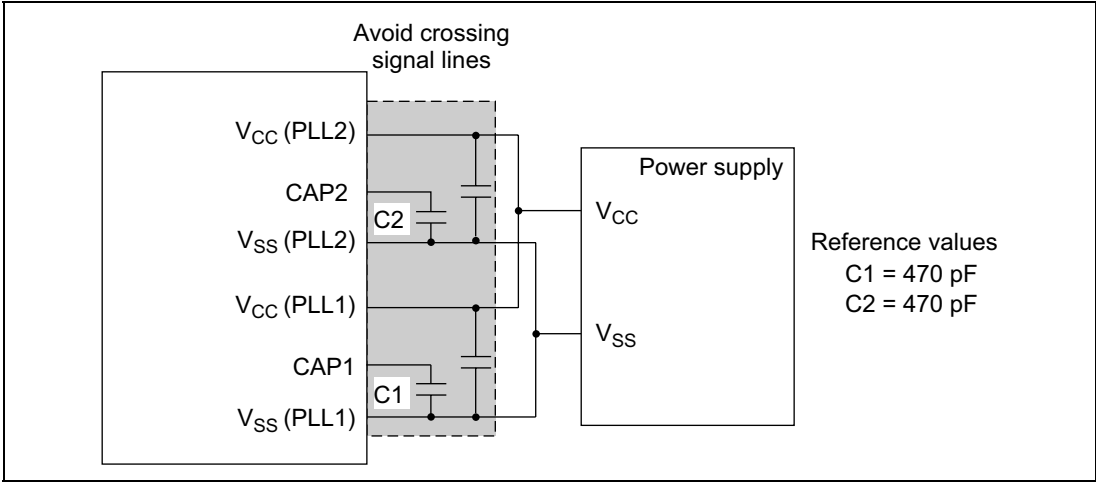 Avoid crossing
signal lines
VCC (PLL2)
CAP2
C2
VSS (PLL2)
VCC (PLL1)
CAP1
C1
VSS (PLL1)
Power supply
VCC
VSS
Reference values
C1 = 470 pF
C2 = 470 pF